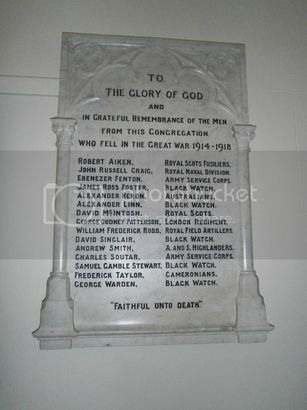 TO
THE GLORY OF GOD
AND
IN GRATEFUL REMEMBRANCE OF THE MEN
FROM THIS CONGREGATION
WHO FELL IN THE GREAT WAR 1914-1918
ROBERT AIKEN, ROYAL SCOTS FUSILIERS.
JOHN RUSSELL CRAIG, ROYAL NAVAL DIVISION.
EBENEZER FENTON, ARMY SERVICE CORPS.
JAMES ROSS FOSTER, BLACK WATCH.
ALEXANDER HERON, AUSTRALIANS.
ALEXANDER LINN, BLACK WATCH.
DAVID McINTOSH, ROYAL SCOTS.
GEORGE OUDNEY PATTERSON, LONDON REGIMENT.
WILLIAM FREDERICK ROBB, ROYAL FIELD ARTILLERY.
DAVID SINCLAIR, BLACK WATCH.
ANDREW SMITH, A. AND S. HIGHLANDERS.
CHARLES SOUTAR, ARMY SERVICE CORPS.
SAMUEL GAMBLE STEWART, BLACK WATCH.
FREDERICK TAYLOR, CAMERONIANS.
GEORGE WARDEN, BLACK WATCH.
"FAITHFUL UNTO DEATH."